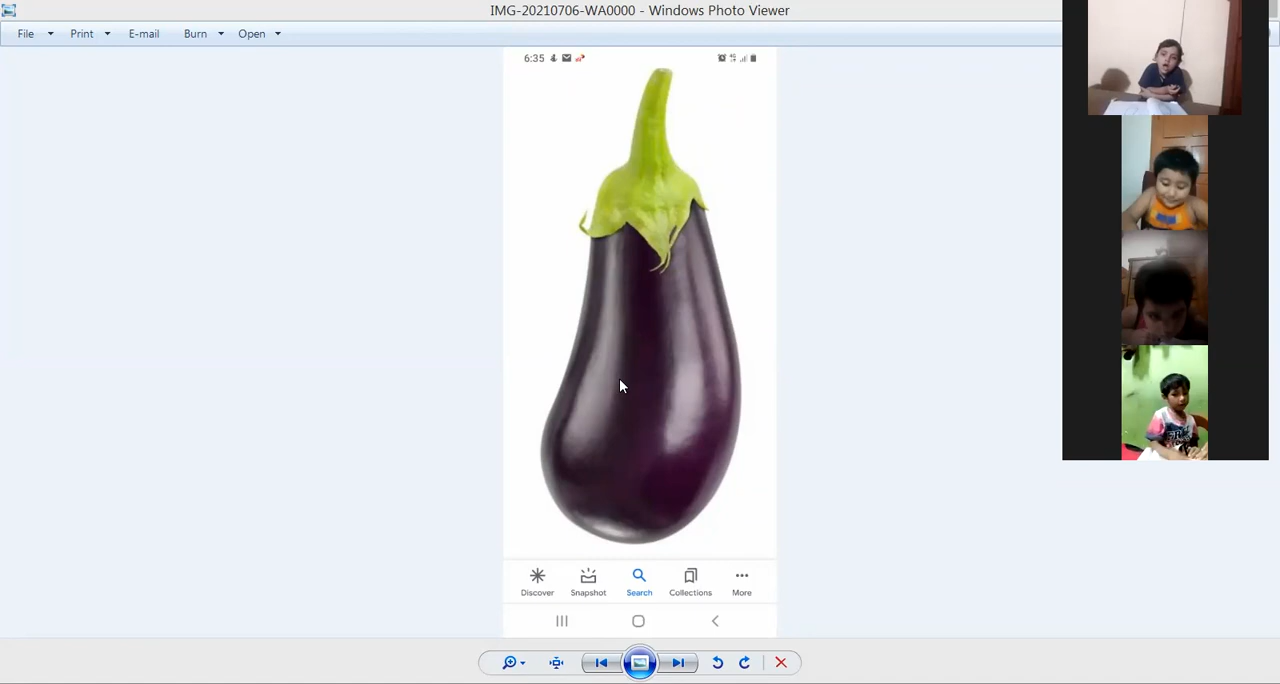 IMG-20210706-WA0000 - Windows Photo Viewer
File Print E-mail Burn Open
6:35
Discover Snapshot Search Collections More